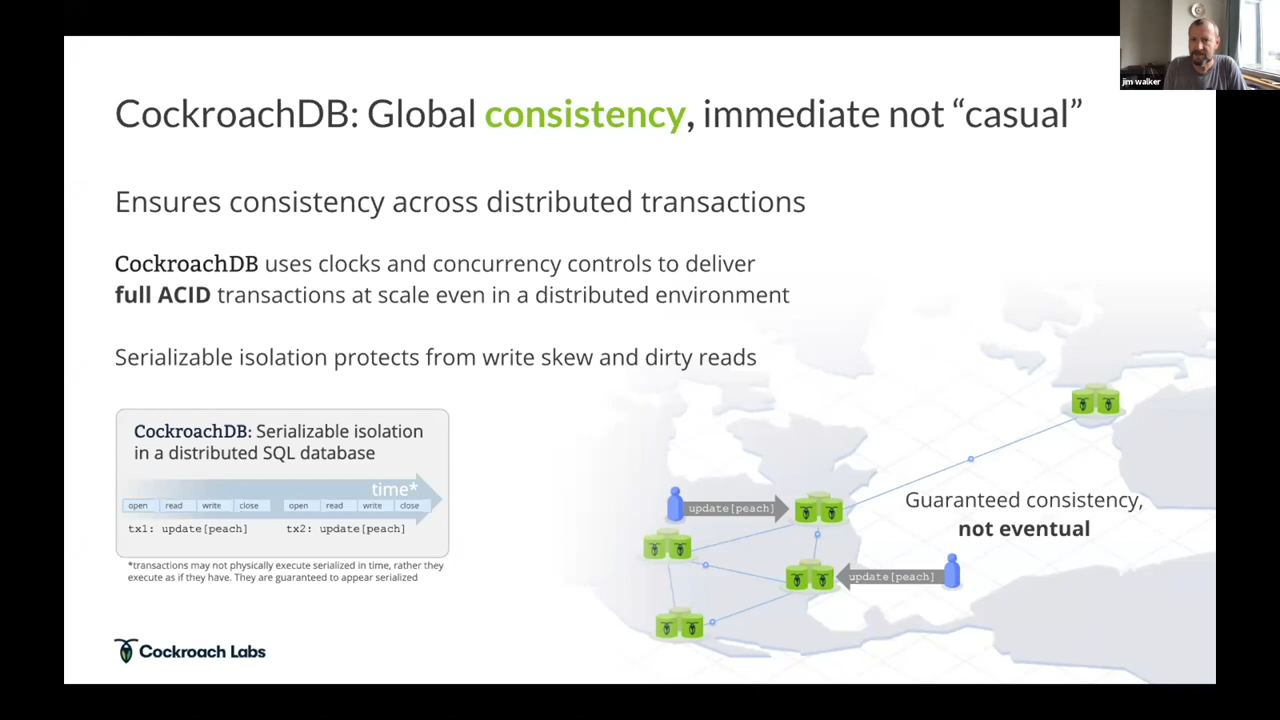 jim walker
CockroachDB: Global consistency, immediate not “casual”
Ensures consistency across distributed transactions
CockroachDB uses clocks and concurrency controls to deliver
full ACID transactions at scale even in a distributed environment
Serializable isolation protects from write skew and dirty reads
CockroachDB: Serializable isolation
in a distributed SQL database
time*
open read write close open read write close
tx1: update[peach] tx2: update[peach]
*transactions may not physically execute serialized in time, rather they
execute as if they have. They are guaranteed to appear serialized
update[peach]
Guaranteed consistency,
not eventual
update[peach]
Cockroach Labs